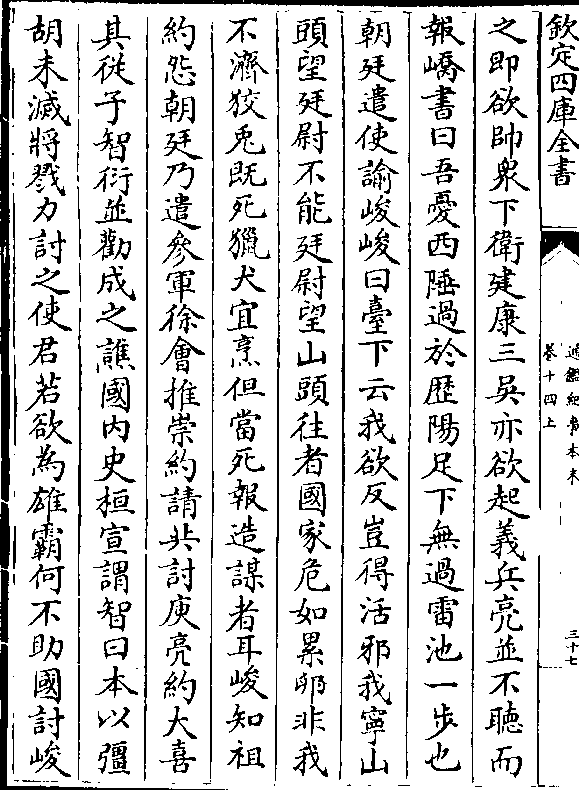 欽定四庫全書
通鑑紀事本末
卷十四上
三十七
之即欲帥衆下衛建康三吳亦欲起義兵亮並不聽而
報嶠書曰吾憂西陲過於歷陽足下無過雷池一步也
朝廷遣使諭峻峻曰臺下云我欲反豈得活邪我寧山
頭望廷尉不能廷尉望山頭往者國家危如累卵非我
不濟狡兎既死獵犬宜烹但當死報造謀者耳峻知祖
約怨朝廷乃遣參軍徐會推崇約請共討庾亮約大喜
其從子智衍並勸成之譙國内史桓宣謂智曰本以彊
胡未滅將戮力討之使君若欲為雄霸何不助國討峻